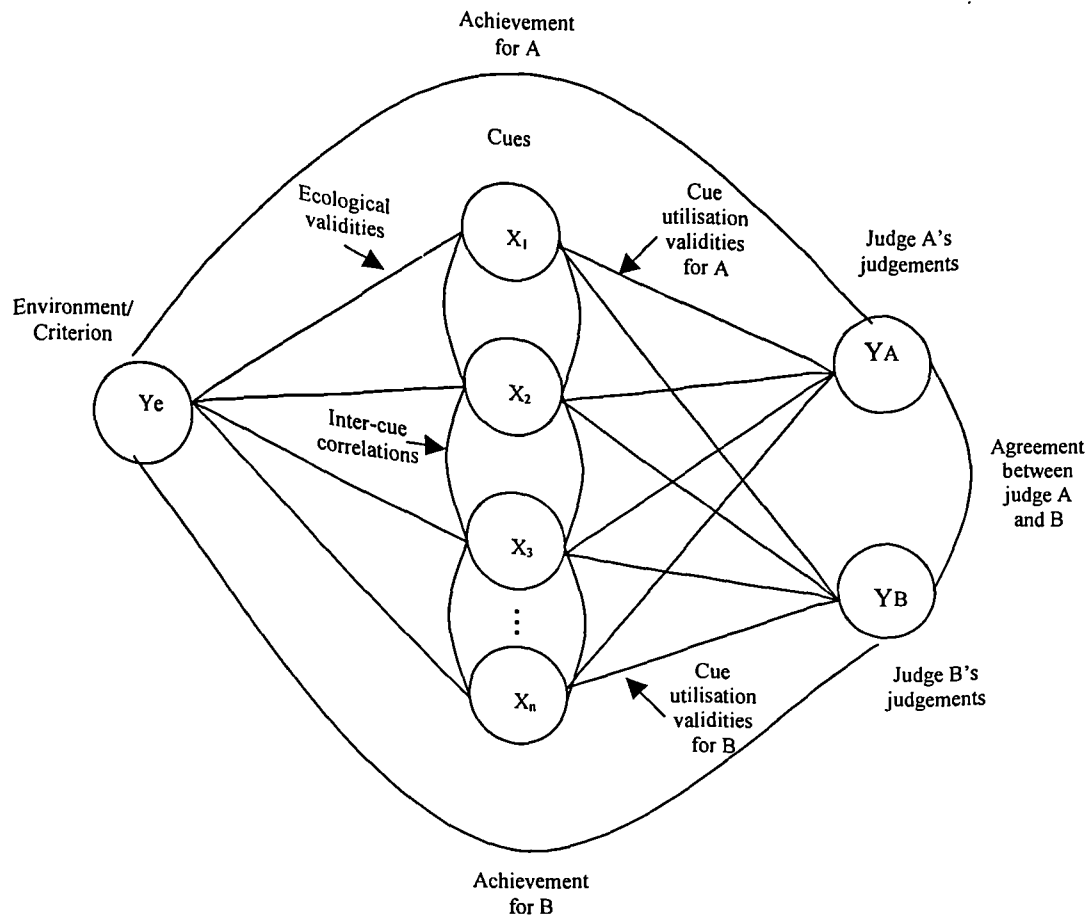 Achievement
for A
Cues
Ecological
validities
Cue
utilisation
validities
for A
Judge A's
judgements
Environment/
Criterion
X1
YA
Ye
X2
Inter-cue
correlations
Agreement
between
judge A
and B
X3
YB
⋮
Xn
Cue
utilisation
validities
for B
Judge B's
judgements
Achievement
for B